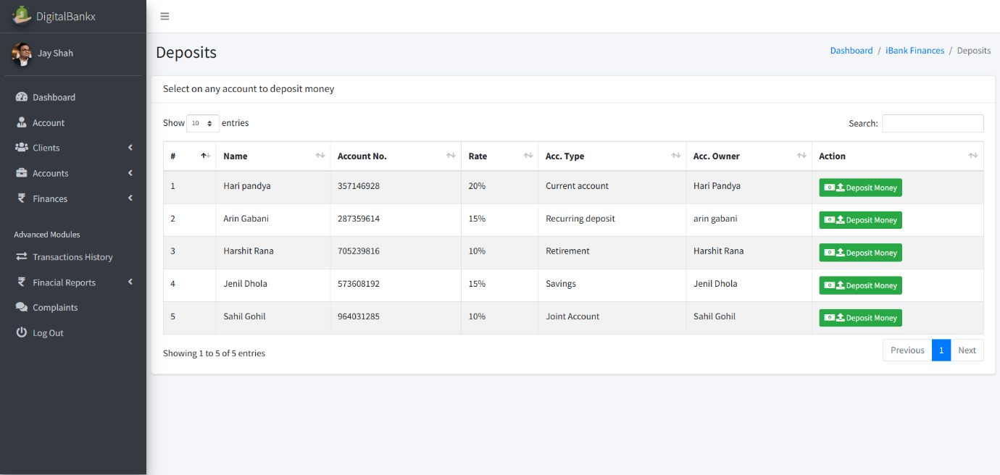 DigitalBankx
Jay Shah
Dashboard
Account
Clients
Accounts
Finances
Advanced Modules
Transactions History
Finacial Reports
Complaints
Log Out
Deposits
Dashboard / iBank Finances / Deposits
Select on any account to deposit money
Show 10 entries
Search:
# Name Account No. Rate Acc. Type Acc. Owner Action
1 Hari pandya 357146928 20% Current account Hari Pandya Deposit Money
2 Arin Gabani 287359614 15% Recurring deposit arin gabani Deposit Money
3 Harshit Rana 705239816 10% Retirement Harshit Rana Deposit Money
4 Jenil Dhola 573608192 15% Savings Jenil Dhola Deposit Money
5 Sahil Gohil 964031285 10% Joint Account Sahil Gohil Deposit Money
Showing 1 to 5 of 5 entries
Previous 1 Next